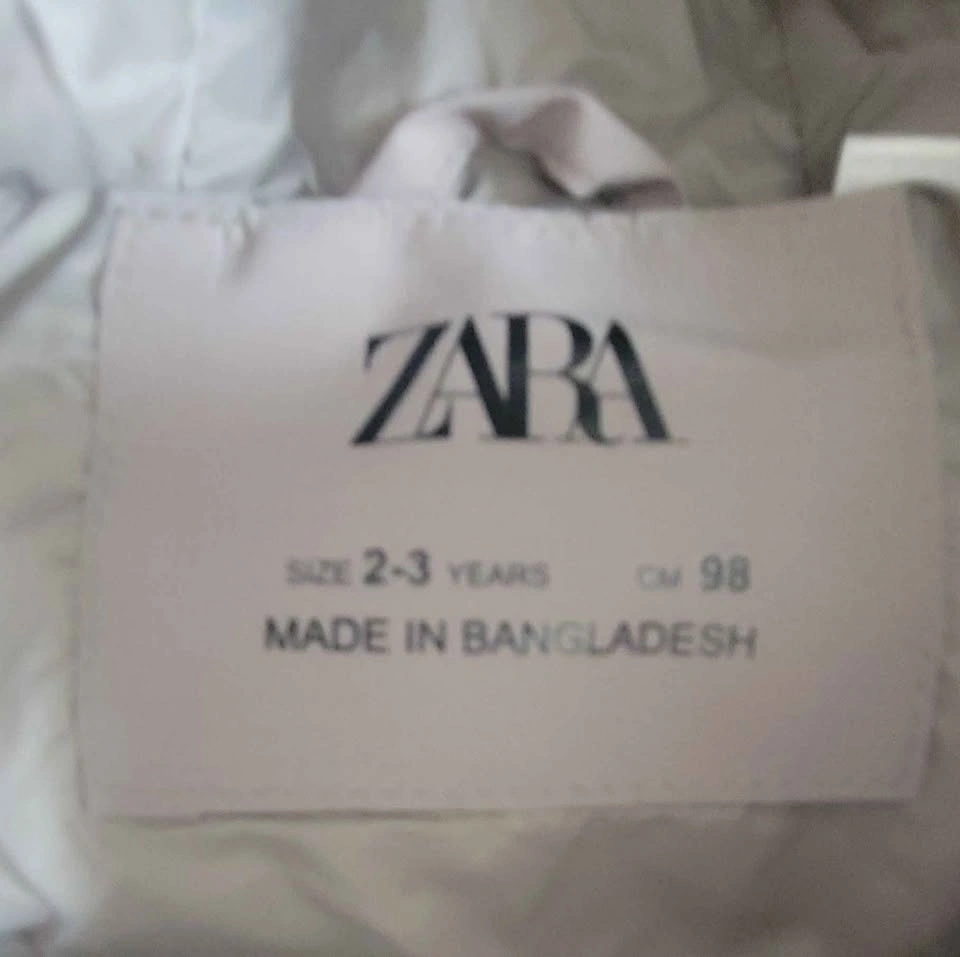 ZARA
SIZE 2-3 YEARS CM 98
MADE IN BANGLADESH